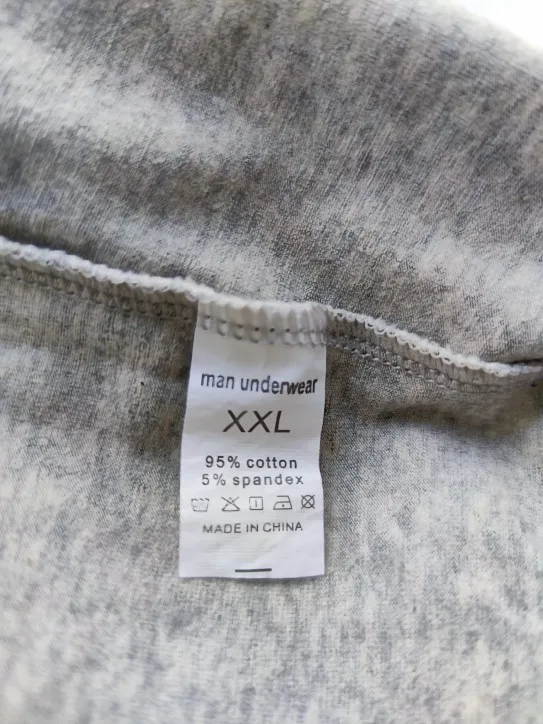 man underwear
XXL
95% cotton
5% spandex
MADE IN CHINA